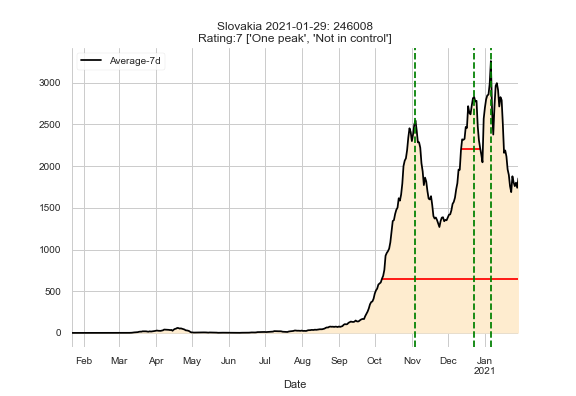 Slovakia 2021-01-29: 246008
Rating:7 ['One peak', 'Not in control']
Average-7d
3000
2500
2000
1500
1000
500
0
Feb Mar Apr May Jun Jul Aug Sep Oct Nov Dec Jan
2021
Date